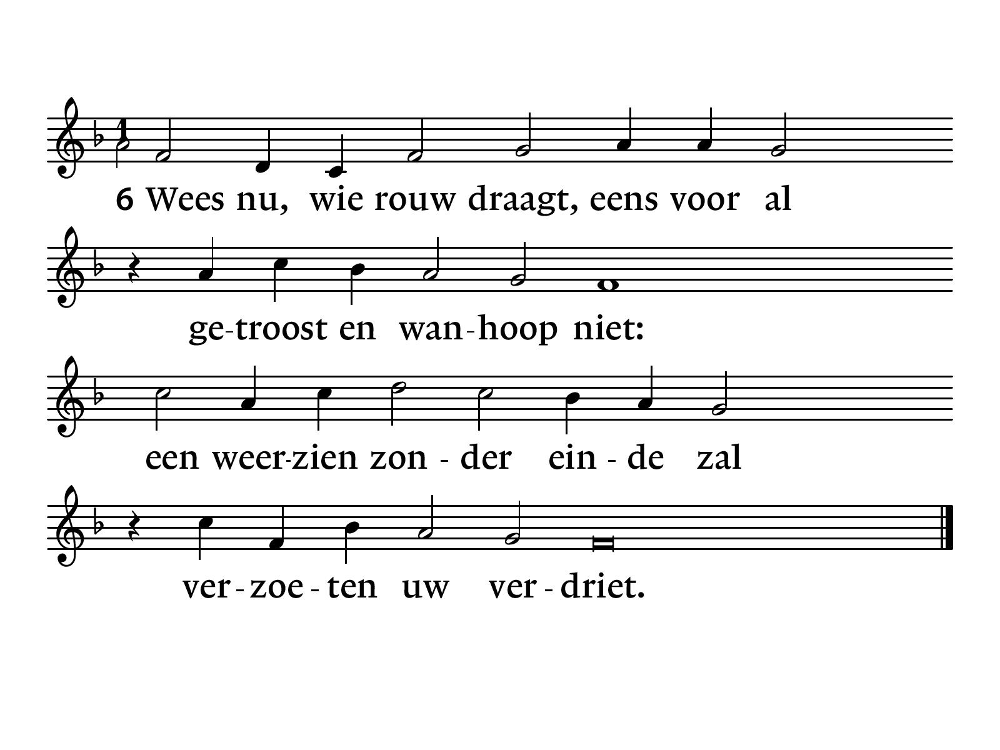 1
6 Wees nu, wie rouw draagt, eens voor al
ge-troost en wan-hoop niet:
een weer-zien zon - der ein - de zal
ver - zoe - ten uw ver - driet.